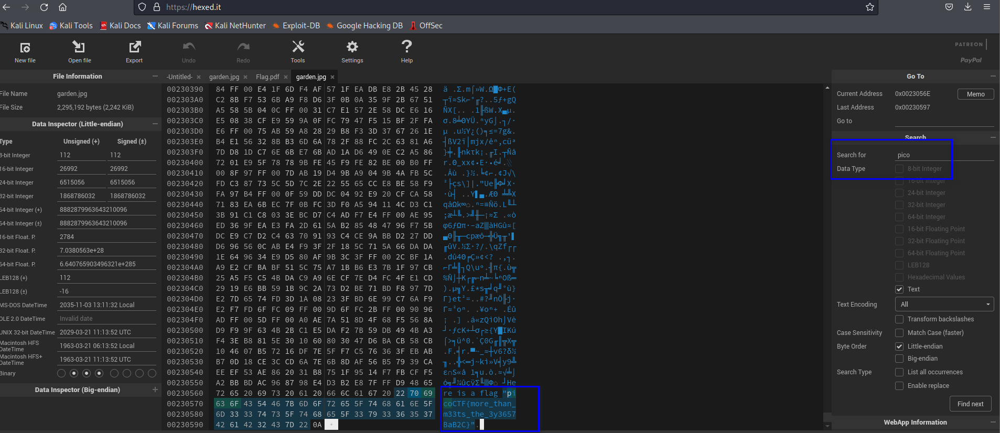 https://hexed.it
Kali Linux Kali Tools Kali Docs Kali Forums Kali NetHunter Exploit-DB Google Hacking DB OffSec
New file Open file Export Undo Redo Tools Settings Help
PATREON
PayPal
File Information
File Name garden.jpg
File Size 2,295,192 bytes (2,242 KiB)
Data Inspector (Little-endian)
Type Unsigned (+) Signed (±)
8-bit Integer 112 112
16-bit Integer 26992 26992
24-bit Integer 6515056 6515056
32-bit Integer 1868786032 1868786032
64-bit Integer (+) 8882879963643210096
64-bit Integer (±) 8882879963643210096
16-bit Float. P. 2784
32-bit Float. P. 7.0380563e+28
64-bit Float. P. 6.640765903496321e+285
LEB128 (+) 112
LEB128 (±) -16
MS-DOS DateTime 2035-11-03 13:11:32 Local
OLE 2.0 DateTime Invalid date
UNIX 32-bit DateTime 2029-03-21 11:13:52 UTC
Macintosh HFS DateTime 1963-03-21 06:13:52 Local
Macintosh HFS+ DateTime 1963-03-21 11:13:52 UTC
Binary
Data Inspector (Big-endian)
-Untitled- garden.jpg Flag.pdf garden.jpg
00230390 84 FF 00 E4 1F 6D F4 AF 57 1F EA DB E8 2B 45 28
002303A0 C2 8B F7 53 6B A9 F8 D6 3F 0B 0A 35 9F 2B 67 51
002303B0 A5 58 5B 04 0C FF 00 31 C7 E1 57 2E 58 DC E6 16
002303C0 E5 08 38 CF E9 59 9A 0F FC 79 47 F5 15 BF 2F FA
002303D0 E6 FF 00 75 AB 59 A8 28 29 B8 F3 3D 37 67 26 1E
002303E0 B4 E1 56 32 8B B3 6D 6A 78 2F 88 FC 2C 63 81 A6
002303F0 7D D8 1D C7 6E 6B E7 6B AD 1A D6 49 0E C2 A5 86
00230400 72 01 E9 5F 78 78 9B FE 45 F9 FE 82 BE 00 B0 FF
00230410 00 8F 97 FF 00 7D AB 19 D4 9B A9 04 9B 4A FB 5C
00230420 FD C3 87 73 5C 5D 7C 2E 22 55 65 CC E8 BE 58 F9
00230430 FA 97 B4 FF 00 0F 59 DD DC 04 92 E9 20 CF CA 58
00230440 71 83 EA 6B EC 7F 0B FC 3D F0 A5 94 11 4C D3 C1
00230450 3B 91 C1 C8 03 3E BC D7 C4 AD F7 E4 FF 00 AE 95
00230460 ED 36 9F EA E3 FA 2D 61 5A B2 85 48 47 96 F7 5B
00230470 DC E9 C7 D2 C4 63 70 91 93 C4 CE 9A BB D2 27 DD
00230480 D6 96 56 0C AB E4 F9 3F 2F 18 5C 71 5A 66 DA DA
00230490 1E 64 96 34 E9 D5 80 AF 9B 3C 3F FF 00 2C BF 1A
002304A0 A9 E2 CF BA BF 51 5C 75 A7 1B B6 E3 7B 1F 97 CB
002304B0 25 A5 F5 C5 4B DA C9 A9 6E CF 7E D4 FC 4F E1 CD
002304C0 29 19 E6 BB 59 1B 9C 2A 73 D2 BE 71 BD F8 97 7D
002304D0 E2 7D 65 74 FD 3D 1A 08 23 3F BD 6E 99 C7 6A F9
002304E0 E2 F7 FD 6F FC 09 FF 00 9D 6F FC 2B FF 00 90 96
002304F0 AD FF 00 5D FF 00 A0 AE 7A 51 8D 4F 68 F5 56 8A
00230500 D9 F9 9F 63 4B 2B C1 E5 DA F2 7B 59 DB 49 4B A3
00230510 F4 3E B8 81 5E 30 10 60 80 30 47 D6 BA CB 58 CB
00230520 10 46 07 B5 72 16 DF 7E 5F F7 C5 76 36 3F EB AB
00230530 B7 0D 18 CE 3C CD 6A 7E 6B 8D AF 56 B5 79 39 CA
00230540 EE EF 53 AE 86 20 31 B8 75 1F 95 14 F7 FB CF F5
00230550 A2 BB BD AC 96 87 98 E4 D3 B2 E8 7F FF D9 48 65 He
00230560 72 65 20 69 73 20 61 20 66 6C 61 67 20 22 70 69 re is a flag "pi
00230570 63 6F 43 54 46 7B 6D 6F 72 65 5F 74 68 61 6E 5F coCTF{more_than_
00230580 6D 33 33 74 73 5F 74 68 65 5F 33 79 33 36 35 37 m33ts_the_3y3657
00230590 42 61 42 32 43 7D 22 0A BaB2C}".
Go To
Current Address 0x0023056E Memo
Last Address 0x00230597
Go to
Search
Search for pico
Data Type 8-bit Integer
16-bit Integer
24-bit Integer
32-bit Integer
64-bit Integer
16-bit Floating Point
32-bit Floating Point
64-bit Floating Point
LEB128
Hexadecimal Values
Text
Text Encoding All
Transform backslashes
Case Sensitivity Match Case (faster)
Byte Order Little-endian
Big-endian
Search Type List all occurrences
Enable replace
Find next
WebApp Information